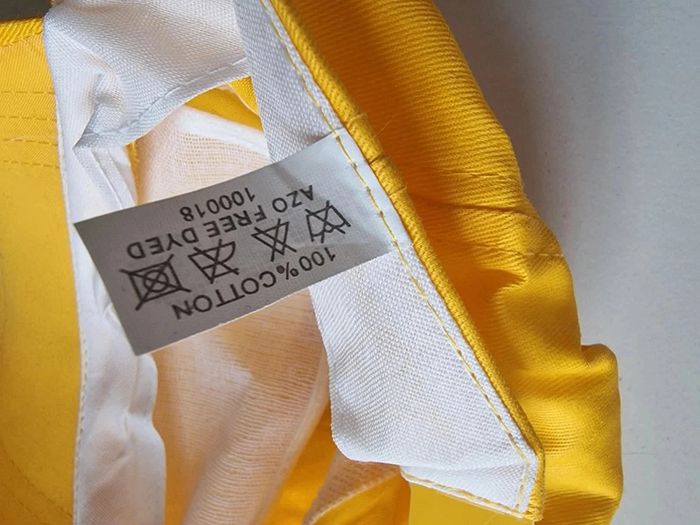 100% COTTON
AZO FREE DYED
100018